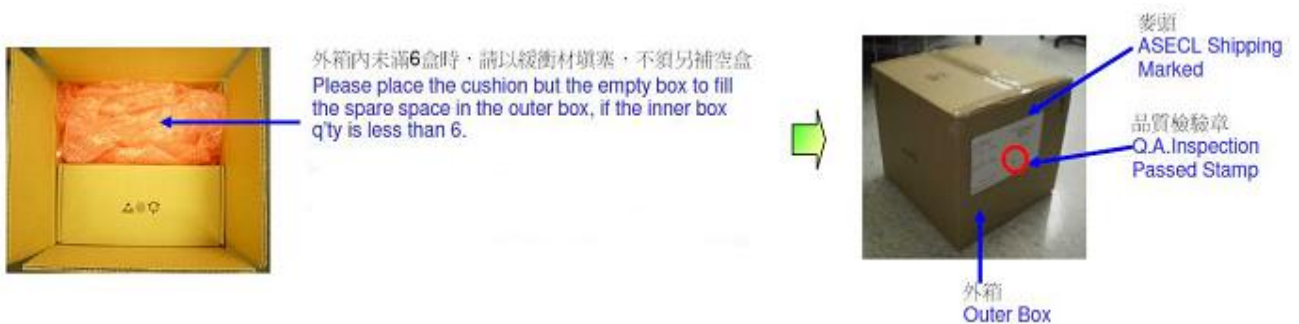 外箱內未滿6盒時，請以緩衝材填塞，不須另補空盒
Please place the cushion but the empty box to fill
the spare space in the outer box, if the inner box
q'ty is less than 6.
麥頭
ASECL Shipping
Marked
品質檢驗章
Q.A.Inspection
Passed Stamp
外箱
Outer Box